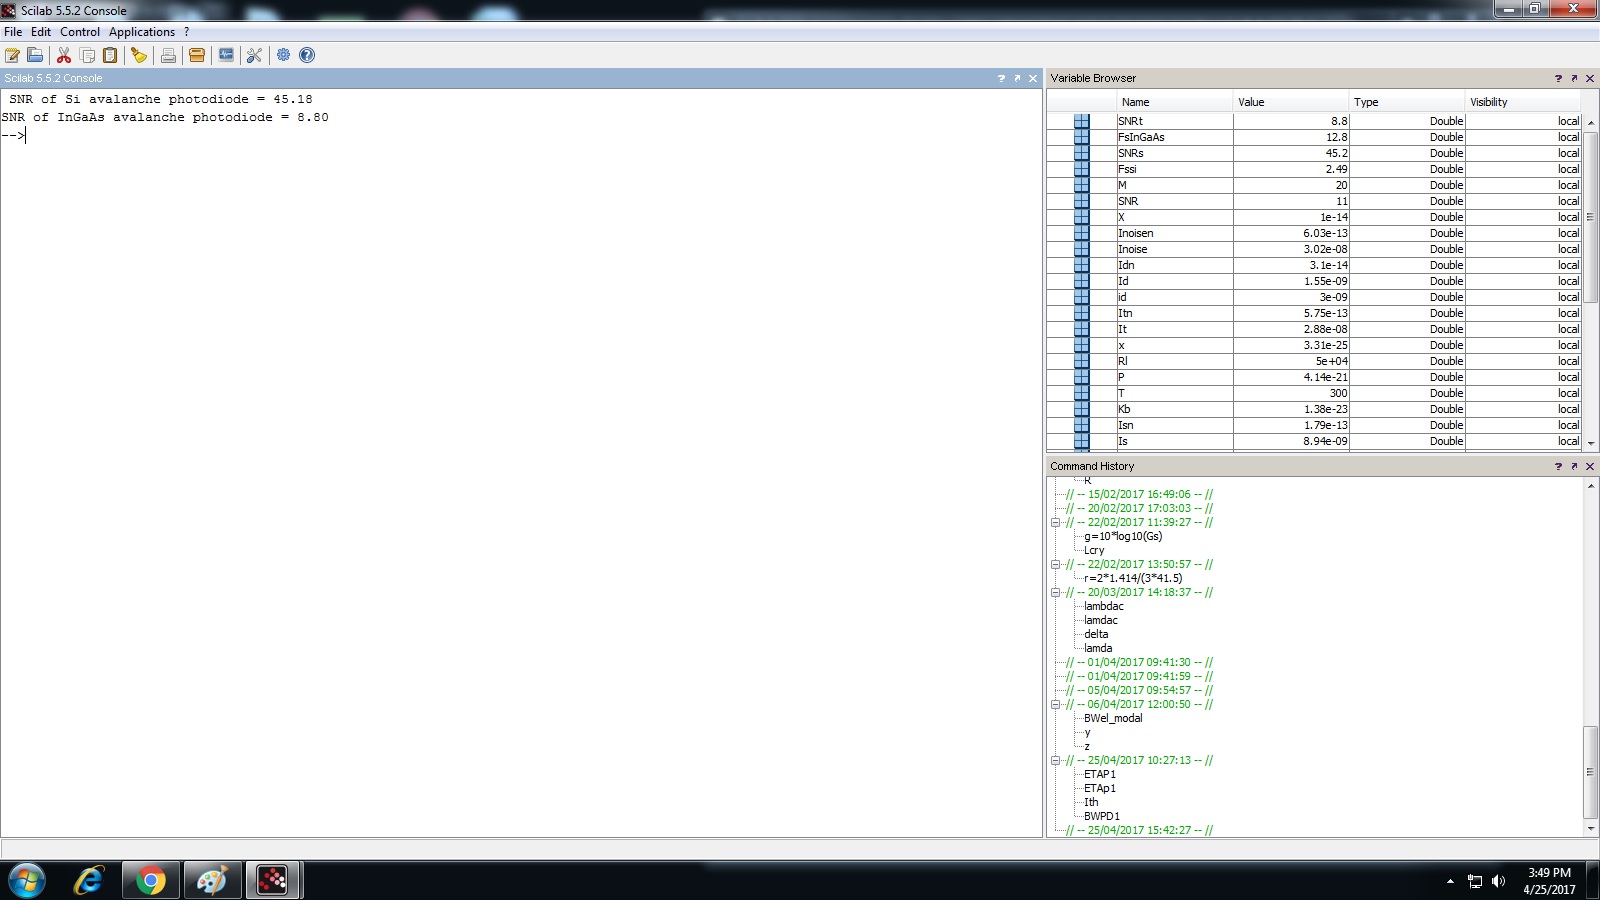 Scilab 5.5.2 Console
File Edit Control Applications ?
Scilab 5.5.2 Console
SNR of Si avalanche photodiode = 45.18
SNR of InGaAs avalanche photodiode = 8.80
-->
Variable Browser
Name Value Type Visibility
SNRt 8.8 Double local
FsInGaAs 12.8 Double local
SNRs 45.2 Double local
Fssi 2.49 Double local
M 20 Double local
SNR 11 Double local
X 1e-14 Double local
Inoisen 6.03e-13 Double local
Inoise 3.02e-08 Double local
Idn 3.1e-14 Double local
Id 1.55e-09 Double local
id 3e-09 Double local
Itn 5.75e-13 Double local
It 2.88e-08 Double local
x 3.31e-25 Double local
Rl 5e+04 Double local
P 4.14e-21 Double local
T 300 Double local
Kb 1.38e-23 Double local
Isn 1.79e-13 Double local
Is 8.94e-09 Double local
Command History
R
// -- 15/02/2017 16:49:06 -- //
// -- 20/02/2017 17:03:03 -- //
// -- 22/02/2017 11:39:27 -- //
g=10*log10(Gs)
Lcry
// -- 22/02/2017 13:50:57 -- //
r=2*1.414/(3*41.5)
// -- 20/03/2017 14:18:37 -- //
lambdac
lamdac
delta
lamda
// -- 01/04/2017 09:41:30 -- //
// -- 01/04/2017 09:41:59 -- //
// -- 05/04/2017 09:54:57 -- //
// -- 06/04/2017 12:00:50 -- //
BWel_modal
y
z
// -- 25/04/2017 10:27:13 -- //
ETAP1
ETAp1
Ith
BWPD1
// -- 25/04/2017 15:42:27 -- //
3:49 PM
4/25/2017